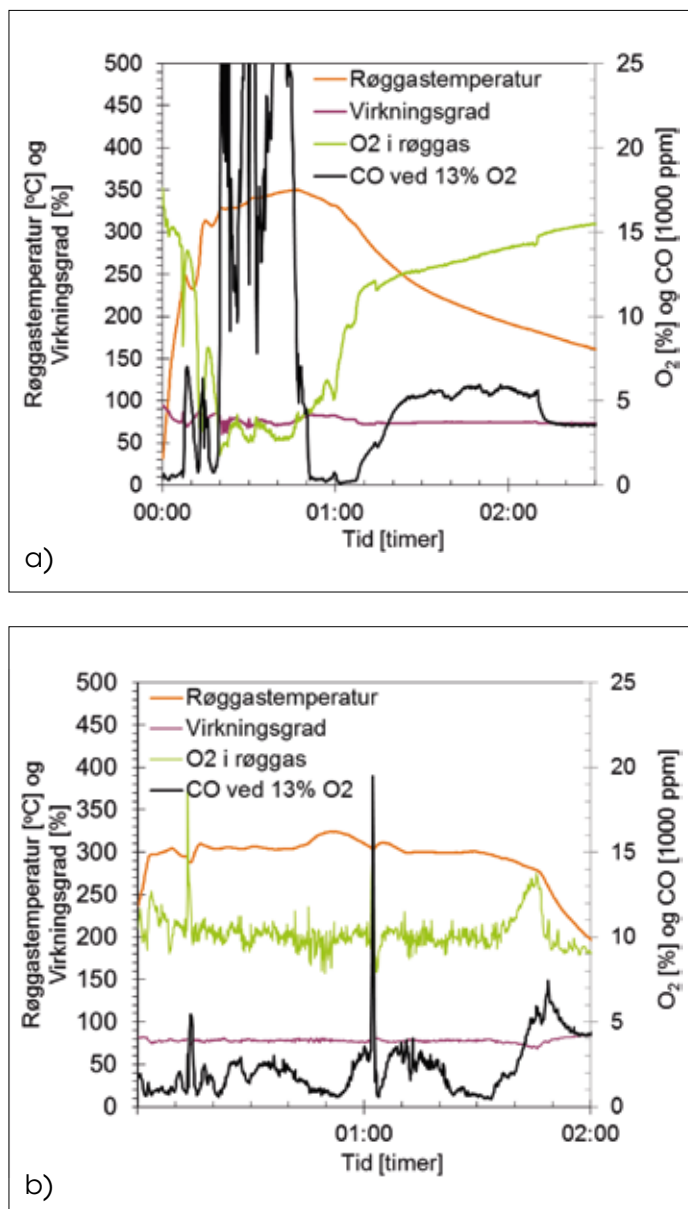 500
450
400
350
300
250
200
150
100
50
0
Røggastemperatur [ºC] og
Virkningsgrad [%]
Røggastemperatur
Virkningsgrad
O2 i røggas
CO ved 13% O2
25
20
15
10
5
0
O₂ [%] og CO [1000 ppm]
00:00
01:00
02:00
Tid [timer]
a)
500
450
400
350
300
250
200
150
100
50
0
Røggastemperatur [ºC] og
Virkningsgrad [%]
Røggastemperatur
Virkningsgrad
O2 i røggas
CO ved 13% O2
25
20
15
10
5
0
O₂ [%] og CO [1000 ppm]
01:00
02:00
Tid [timer]
b)